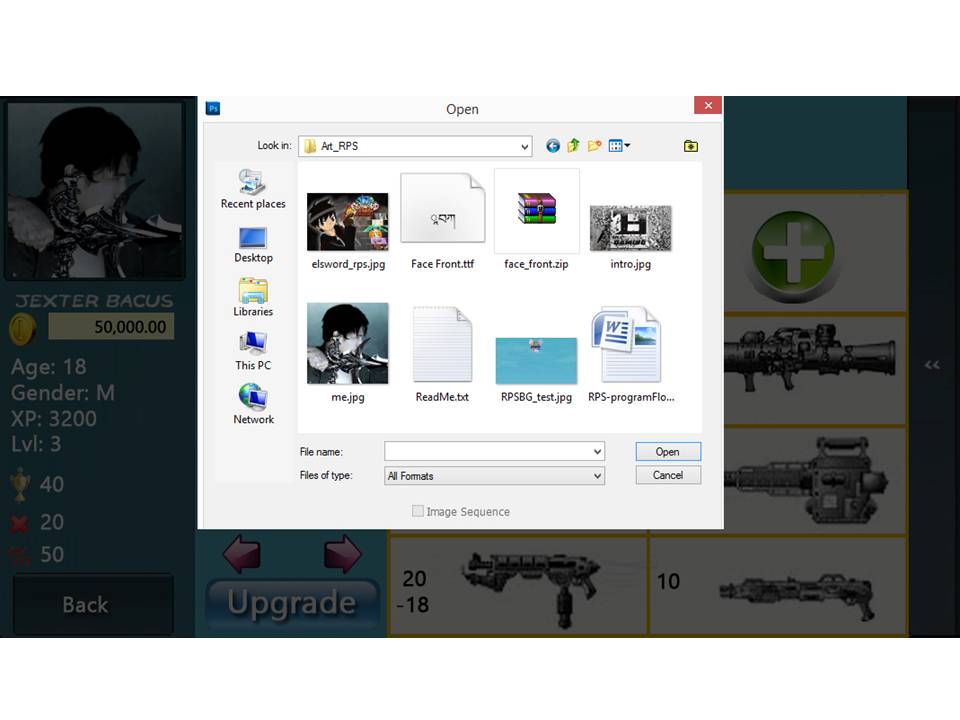 Open
Look in:
Art_RPS
Recent places
Desktop
Libraries
This PC
Network
elsword_rps.jpg
Face Front.ttf
face_front.zip
intro.jpg
me.jpg
ReadMe.txt
RPSBG_test.jpg
RPS-programFlo...
File name:
Open
Files of type:
All Formats
Cancel
Image Sequence
JEXTER BACUS
50,000.00
Age: 18
Gender: M
XP: 3200
Lvl: 3
40
20
50
Back
Upgrade
20
-18
10